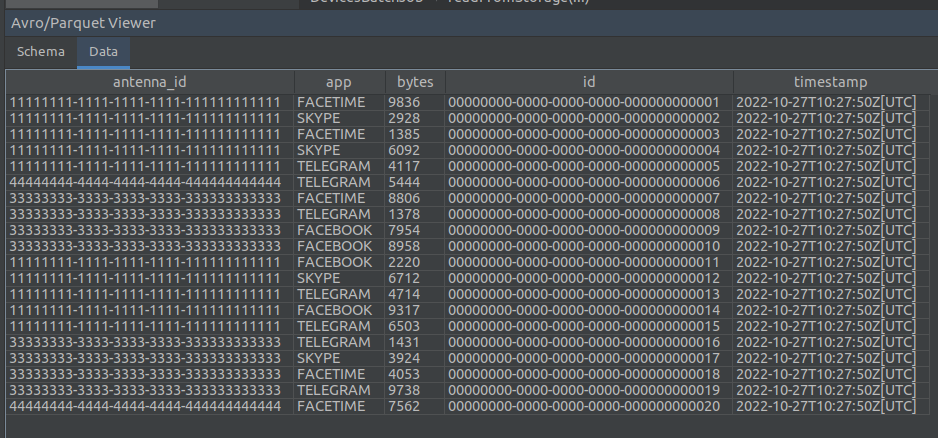 Avro/Parquet Viewer
Schema Data
antenna_id app bytes id timestamp
11111111-1111-1111-1111-111111111111 FACETIME 9836 00000000-0000-0000-0000-000000000001 2022-10-27T10:27:50Z[UTC]
11111111-1111-1111-1111-111111111111 SKYPE 2928 00000000-0000-0000-0000-000000000002 2022-10-27T10:27:50Z[UTC]
11111111-1111-1111-1111-111111111111 FACETIME 1385 00000000-0000-0000-0000-000000000003 2022-10-27T10:27:50Z[UTC]
11111111-1111-1111-1111-111111111111 SKYPE 6092 00000000-0000-0000-0000-000000000004 2022-10-27T10:27:50Z[UTC]
11111111-1111-1111-1111-111111111111 TELEGRAM 4117 00000000-0000-0000-0000-000000000005 2022-10-27T10:27:50Z[UTC]
44444444-4444-4444-4444-444444444444 TELEGRAM 5444 00000000-0000-0000-0000-000000000006 2022-10-27T10:27:50Z[UTC]
33333333-3333-3333-3333-333333333333 FACETIME 8806 00000000-0000-0000-0000-000000000007 2022-10-27T10:27:50Z[UTC]
33333333-3333-3333-3333-333333333333 TELEGRAM 1378 00000000-0000-0000-0000-000000000008 2022-10-27T10:27:50Z[UTC]
33333333-3333-3333-3333-333333333333 FACEBOOK 7954 00000000-0000-0000-0000-000000000009 2022-10-27T10:27:50Z[UTC]
33333333-3333-3333-3333-333333333333 FACEBOOK 8958 00000000-0000-0000-0000-000000000010 2022-10-27T10:27:50Z[UTC]
11111111-1111-1111-1111-111111111111 FACEBOOK 2220 00000000-0000-0000-0000-000000000011 2022-10-27T10:27:50Z[UTC]
11111111-1111-1111-1111-111111111111 SKYPE 6712 00000000-0000-0000-0000-000000000012 2022-10-27T10:27:50Z[UTC]
11111111-1111-1111-1111-111111111111 TELEGRAM 4714 00000000-0000-0000-0000-000000000013 2022-10-27T10:27:50Z[UTC]
11111111-1111-1111-1111-111111111111 FACEBOOK 9317 00000000-0000-0000-0000-000000000014 2022-10-27T10:27:50Z[UTC]
11111111-1111-1111-1111-111111111111 TELEGRAM 6503 00000000-0000-0000-0000-000000000015 2022-10-27T10:27:50Z[UTC]
33333333-3333-3333-3333-333333333333 TELEGRAM 1431 00000000-0000-0000-0000-000000000016 2022-10-27T10:27:50Z[UTC]
33333333-3333-3333-3333-333333333333 SKYPE 3924 00000000-0000-0000-0000-000000000017 2022-10-27T10:27:50Z[UTC]
33333333-3333-3333-3333-333333333333 FACETIME 4053 00000000-0000-0000-0000-000000000018 2022-10-27T10:27:50Z[UTC]
33333333-3333-3333-3333-333333333333 TELEGRAM 9738 00000000-0000-0000-0000-000000000019 2022-10-27T10:27:50Z[UTC]
44444444-4444-4444-4444-444444444444 FACETIME 7562 00000000-0000-0000-0000-000000000020 2022-10-27T10:27:50Z[UTC]